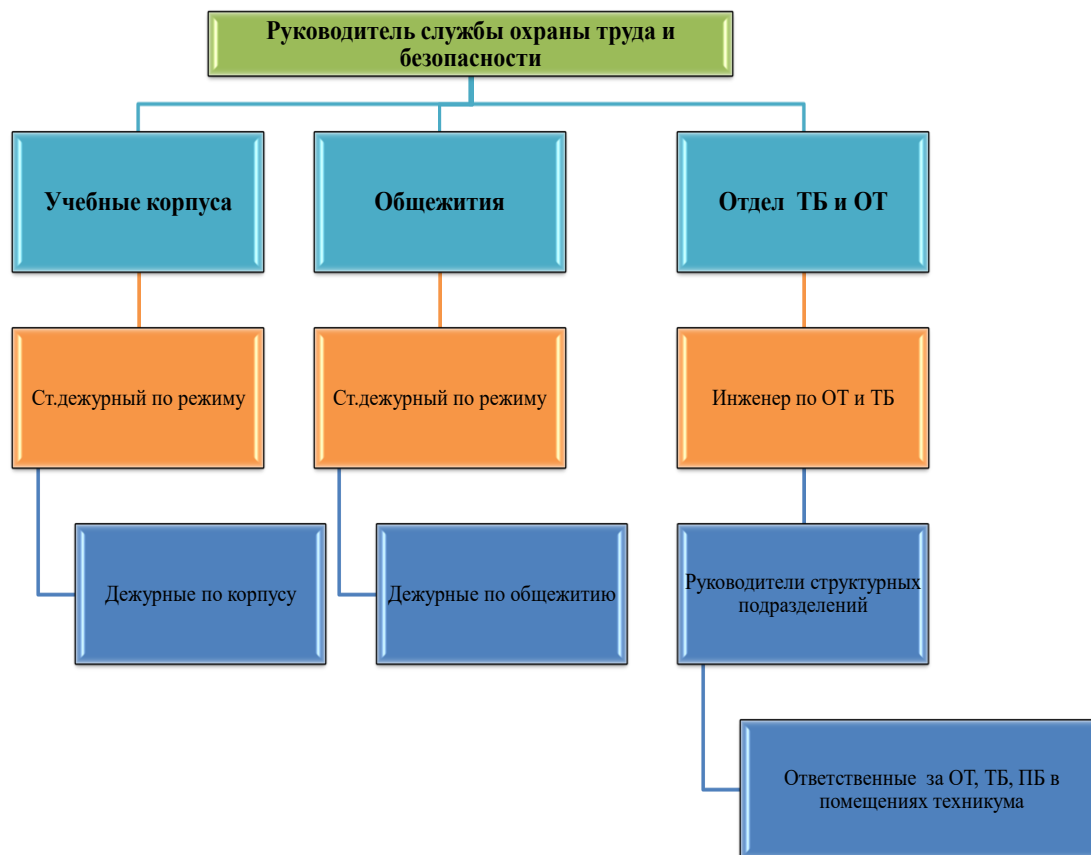 Руководитель службы охраны труда и
безопасности
Учебные корпуса
Общежития
Отдел  ТБ и ОТ
Ст.дежурный по режиму
Ст.дежурный по режиму
Инженер по ОТ и ТБ
Дежурные по корпусу
Дежурные по общежитию
Руководители структурных
подразделений
Ответственные  за ОТ, ТБ, ПБ в
помещениях техникума